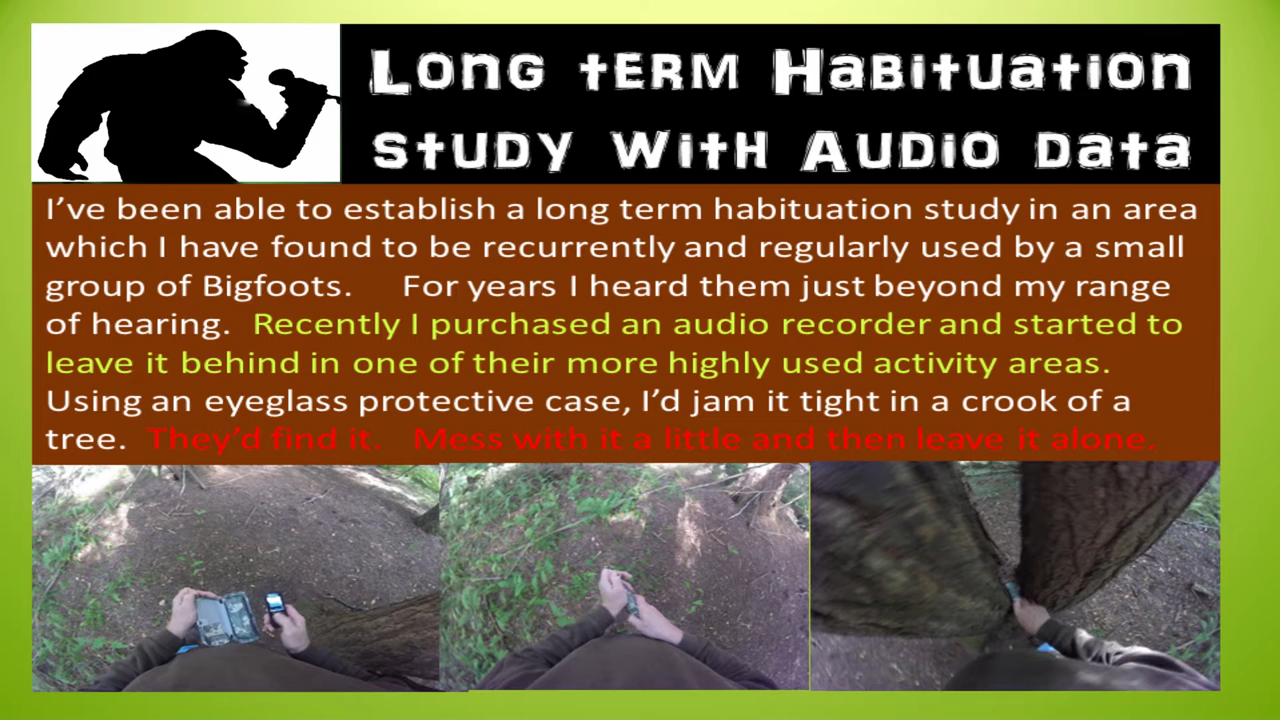 Long term Habituation
study with Audio data
I've been able to establish a long term habituation study in an area
which I have found to be recurrently and regularly used by a small
group of Bigfoots. For years I heard them just beyond my range
of hearing. Recently I purchased an audio recorder and started to
leave it behind in one of their more highly used activity areas.
Using an eyeglass protective case, I'd jam it tight in a crook of a
tree. They'd find it. Mess with it a little and then leave it alone.